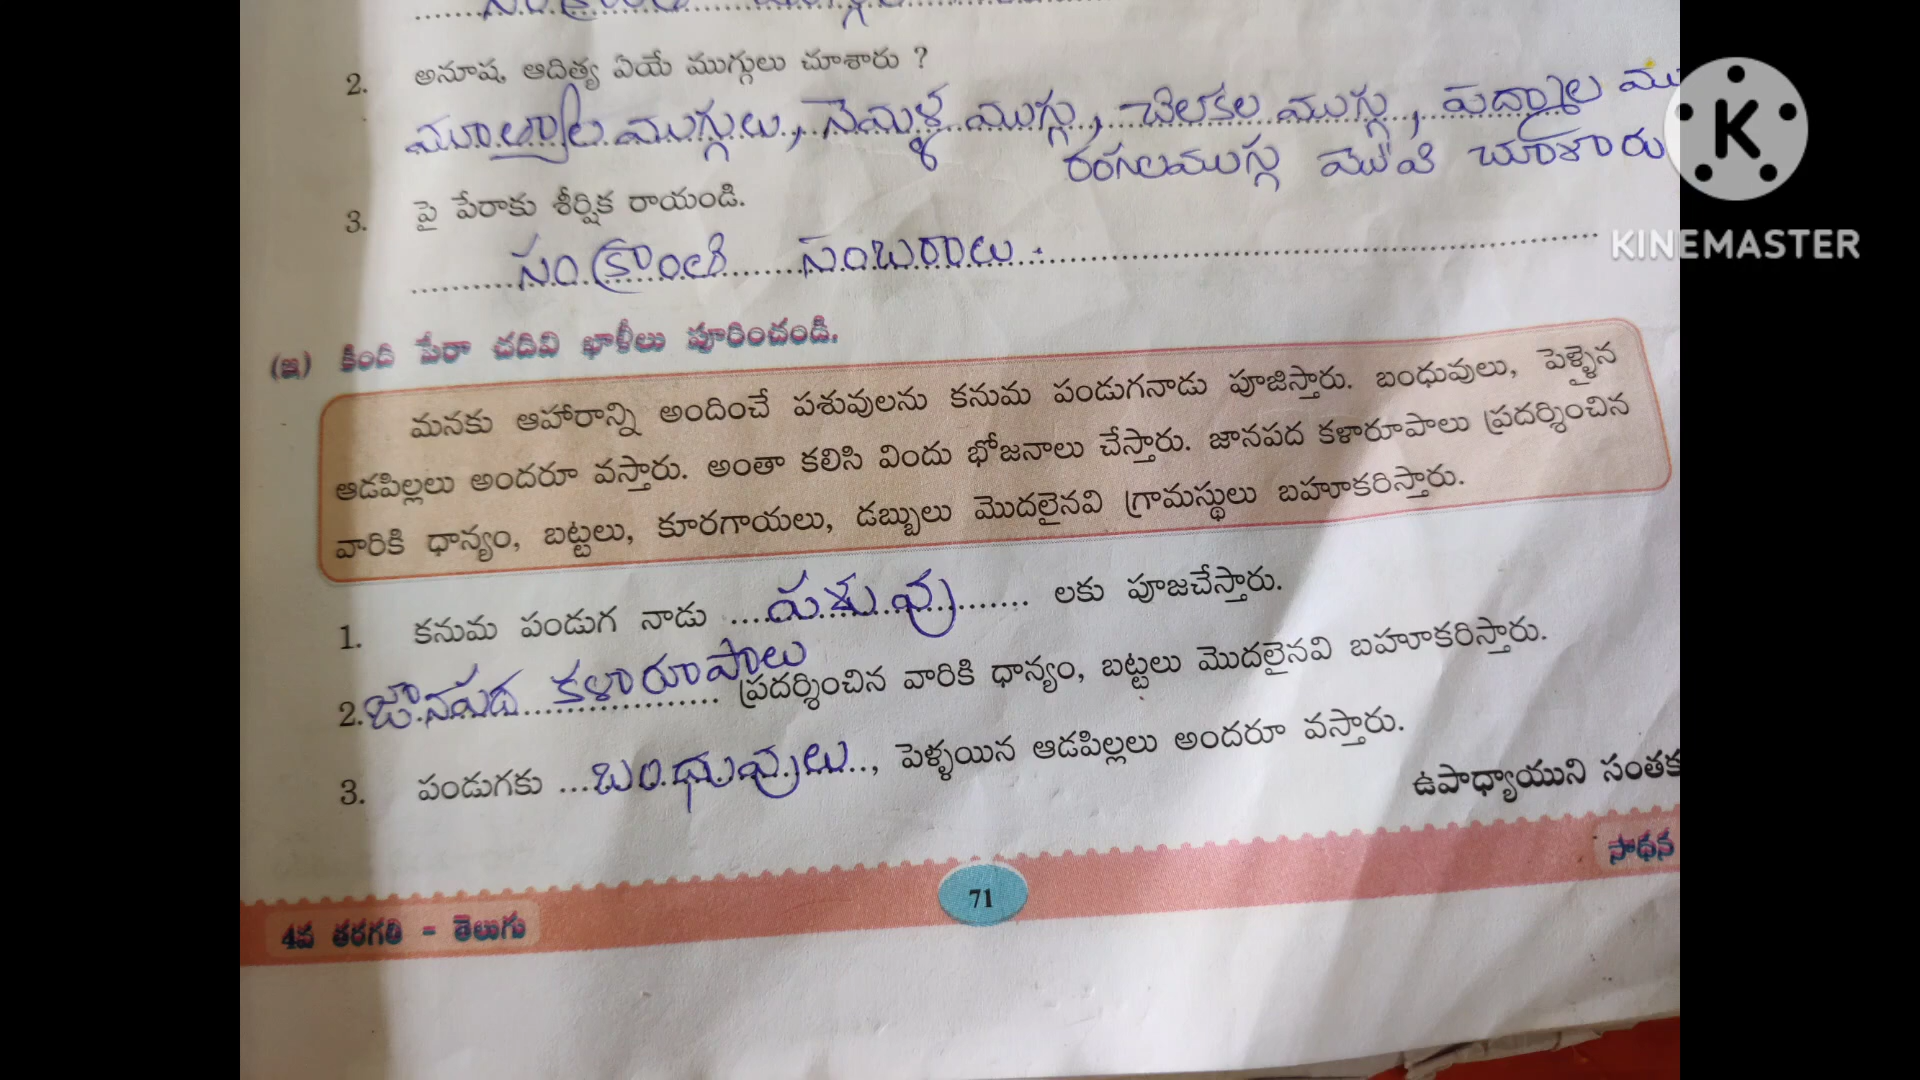 2. అనూష, ఆదిత్య ఏయే ముగ్గులు చూశారు ?
ముత్యాల ముగ్గులు, నెమళ్ళ ముగ్గు, చిలకల ముగ్గు, పద్మాల ము
రంగులముగ్గు మొ॥వి చూశారు
3. పై పేరాకు శీర్షిక రాయండి.
సంక్రాంతి సంబరాలు.
(ఇ) కింది పేరా చదివి ఖాళీలు పూరించండి.
మనకు ఆహారాన్ని అందించే పశువులను కనుమ పండుగనాడు పూజిస్తారు. బంధువులు, పెళ్ళైన
ఆడపిల్లలు అందరూ వస్తారు. అంతా కలిసి విందు భోజనాలు చేస్తారు. జానపద కళారూపాలు ప్రదర్శించిన
వారికి ధాన్యం, బట్టలు, కూరగాయలు, డబ్బులు మొదలైనవి గ్రామస్థులు బహూకరిస్తారు.
1. కనుమ పండుగ నాడు ....పశువు........ లకు పూజచేస్తారు.
2. జానపద కళారూపాలు ప్రదర్శించిన వారికి ధాన్యం, బట్టలు మొదలైనవి బహూకరిస్తారు.
3. పండుగకు ...బంధువులు.., పెళ్ళయిన ఆడపిల్లలు అందరూ వస్తారు.
ఉపాధ్యాయుని సంతక
సాధన
71
4వ తరగతి - తెలుగు
K
KINEMASTER